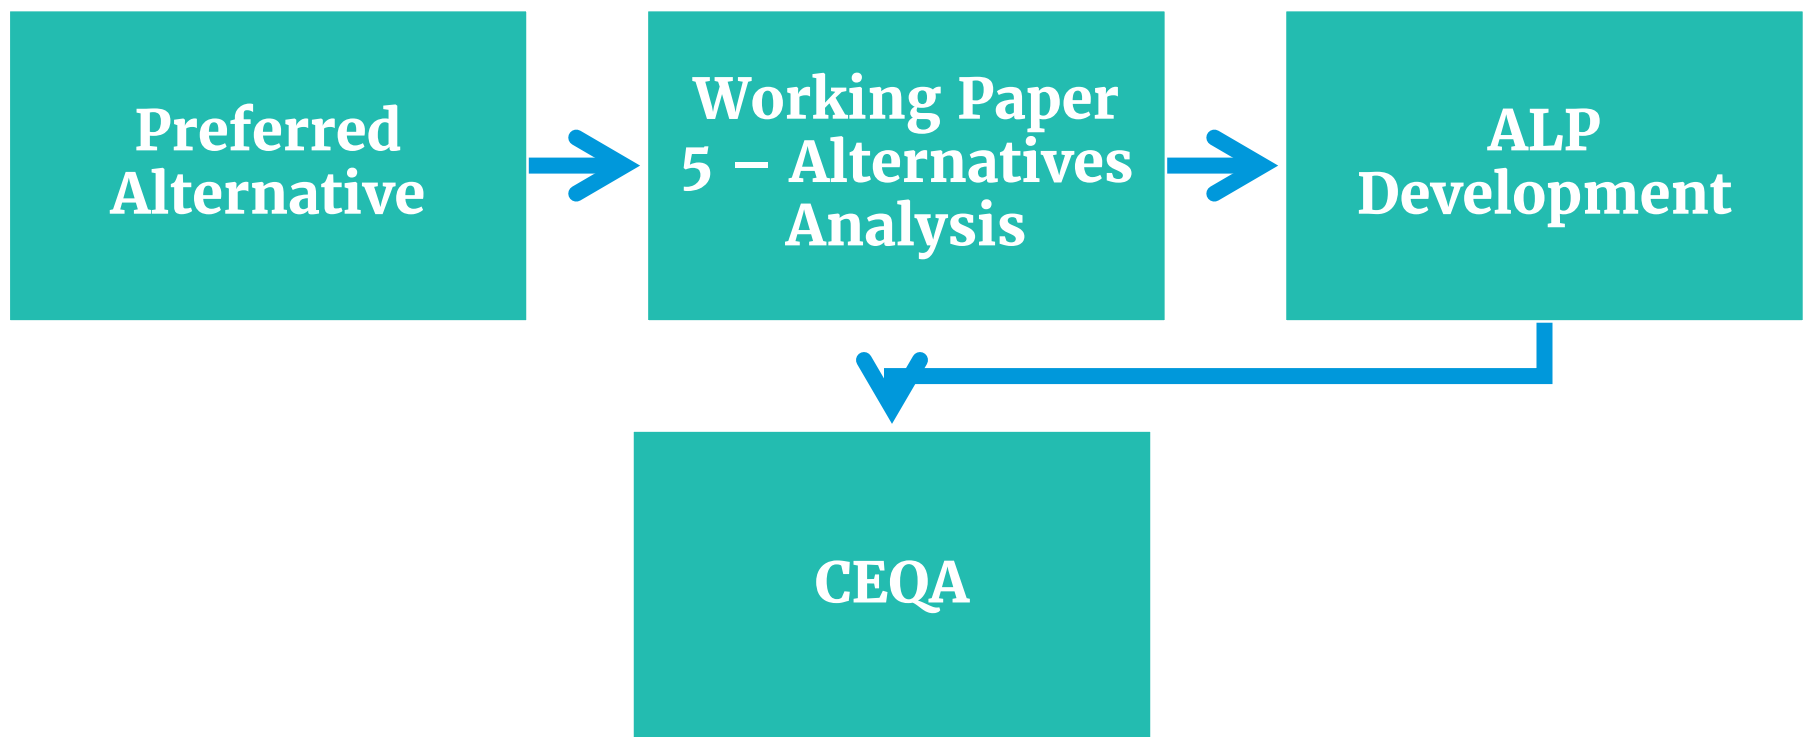 Preferred
Alternative
Working Paper
5 – Alternatives
Analysis
ALP
Development
CEQA